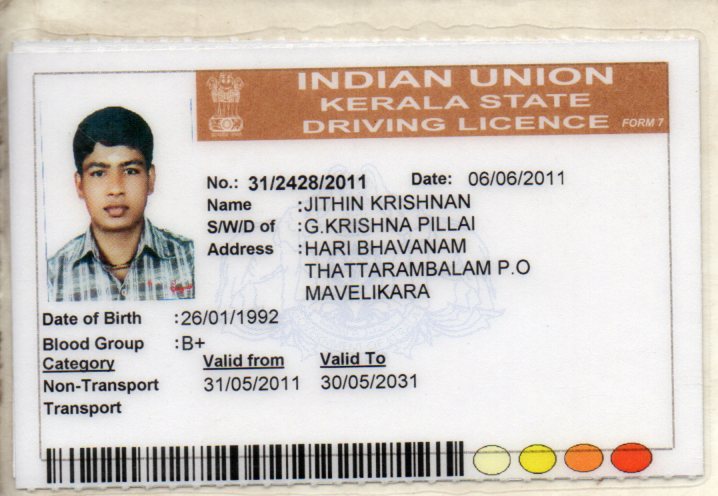 INDIAN UNION
KERALA STATE
DRIVING LICENCE FORM 7
No.: 31/2428/2011 Date: 06/06/2011
Name :JITHIN KRISHNAN
S/W/D of :G.KRISHNA PILLAI
Address :HARI BHAVANAM
THATTARAMBALAM P.O
MAVELIKARA
Date of Birth :26/01/1992
Blood Group :B+
Category Valid from Valid To
Non-Transport 31/05/2011 30/05/2031
Transport